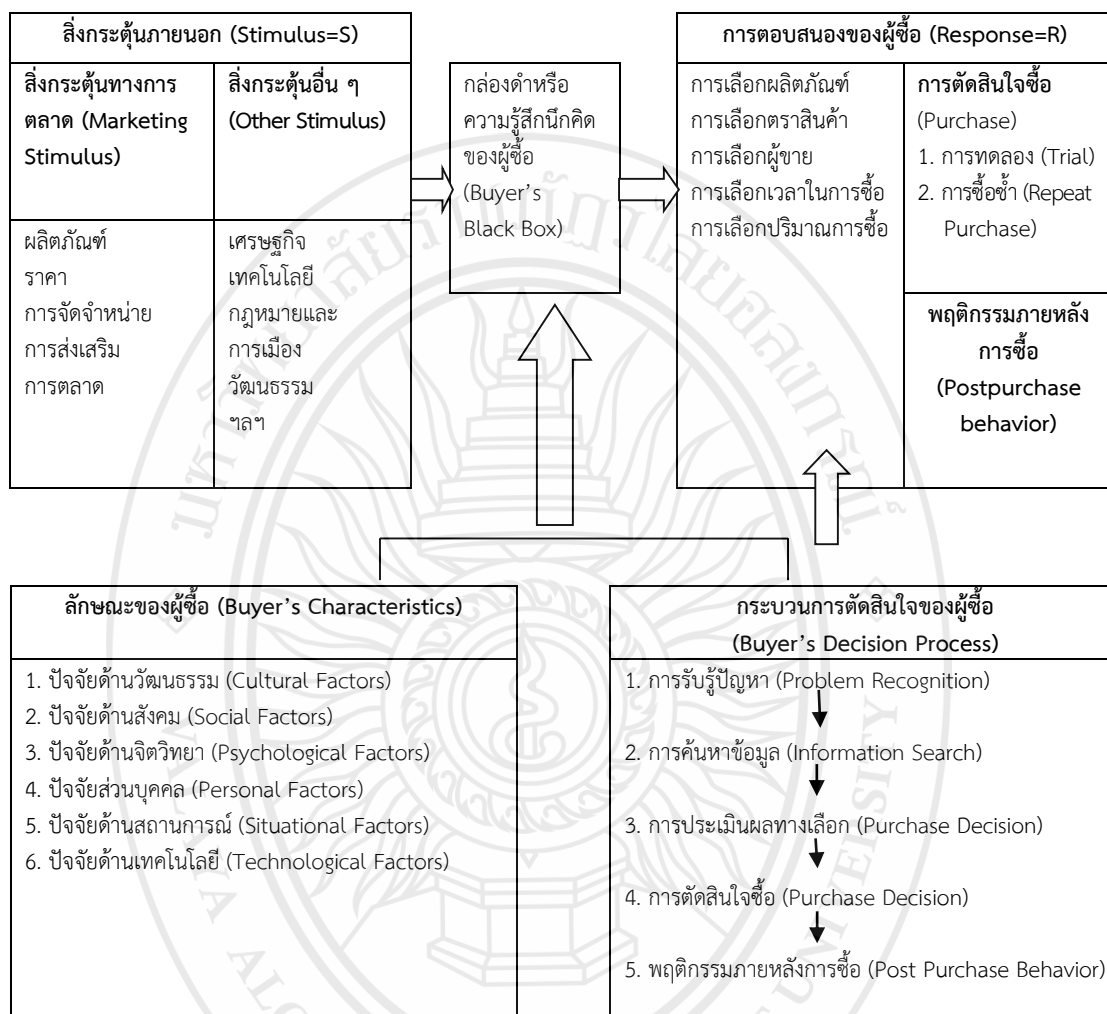 สิ่งกระตุ้นภายนอก (Stimulus=S)
สิ่งกระตุ้นทางการ
ตลาด (Marketing
Stimulus)
สิ่งกระตุ้นอื่น ๆ
(Other Stimulus)
ผลิตภัณฑ์
ราคา
การจัดจำหน่าย
การส่งเสริม
การตลาด
เศรษฐกิจ
เทคโนโลยี
กฎหมายและ
การเมือง
วัฒนธรรม
ฯลฯ
กล่องดำหรือ
ความรู้สึกนึกคิด
ของผู้ซื้อ
(Buyer’s
Black Box)
การตอบสนองของผู้ซื้อ (Response=R)
การเลือกผลิตภัณฑ์
การเลือกตราสินค้า
การเลือกผู้ขาย
การเลือกเวลาในการซื้อ
การเลือกปริมาณการซื้อ
การตัดสินใจซื้อ
(Purchase)
1. การทดลอง (Trial)
2. การซื้อซ้ำ (Repeat
Purchase)
พฤติกรรมภายหลัง
การซื้อ
(Postpurchase
behavior)
ลักษณะของผู้ซื้อ (Buyer’s Characteristics)
1. ปัจจัยด้านวัฒนธรรม (Cultural Factors)
2. ปัจจัยด้านสังคม (Social Factors)
3. ปัจจัยด้านจิตวิทยา (Psychological Factors)
4. ปัจจัยส่วนบุคคล (Personal Factors)
5. ปัจจัยด้านสถานการณ์ (Situational Factors)
6. ปัจจัยด้านเทคโนโลยี (Technological Factors)
กระบวนการตัดสินใจของผู้ซื้อ
(Buyer’s Decision Process)
1. การรับรู้ปัญหา (Problem Recognition)
2. การค้นหาข้อมูล (Information Search)
3. การประเมินผลทางเลือก (Purchase Decision)
4. การตัดสินใจซื้อ (Purchase Decision)
5. พฤติกรรมภายหลังการซื้อ (Post Purchase Behavior)